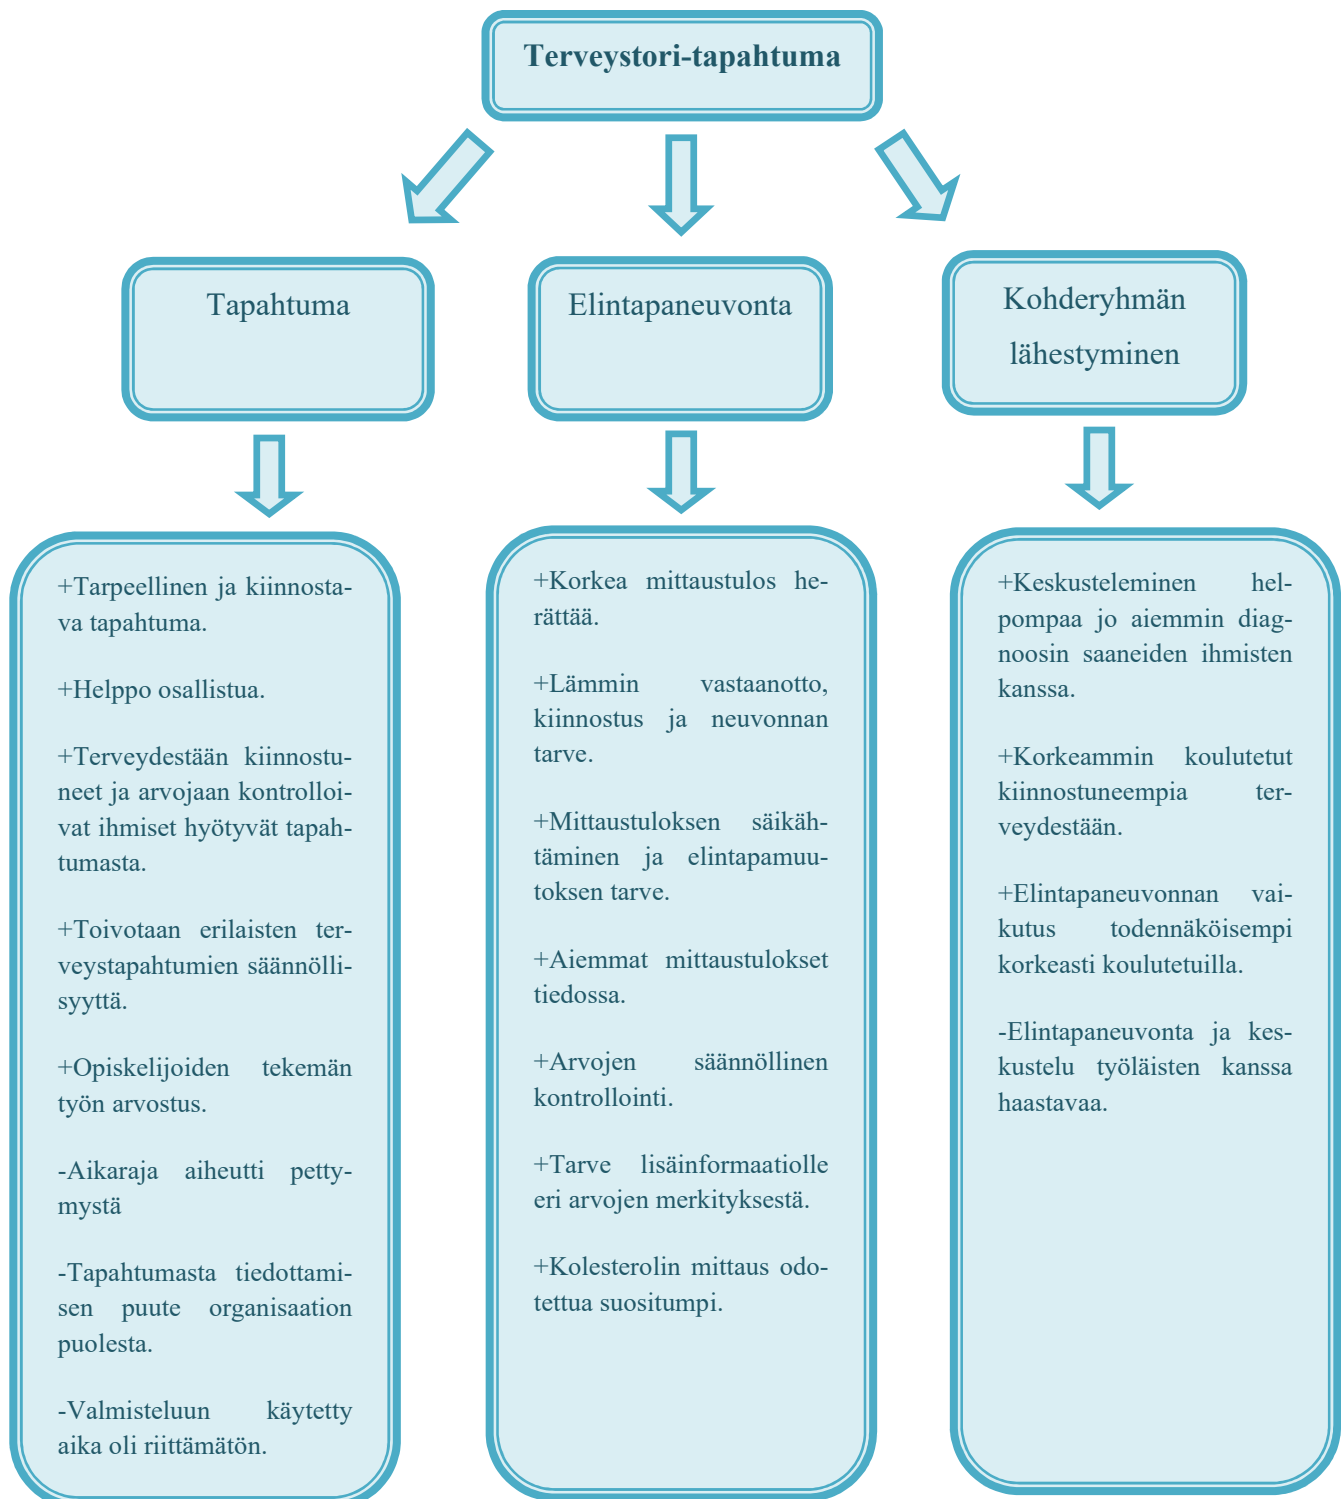 Terveystori-tapahtuma
Tapahtuma
Elintapaneuvonta
Kohderyhmän
lähestyminen
+Tarpeellinen ja kiinnosta-
va tapahtuma.
+Helppo osallistua.
+Terveydestään kiinnostu-
neet ja arvojaan kontrolloi-
vat ihmiset hyötyvät tapah-
tumasta.
+Toivotaan erilaisten ter-
veystapahtumien säännölli-
syyttä.
+Opiskelijoiden tekemän
työn arvostus.
-Aikaraja aiheutti petty-
mystä
-Tapahtumasta tiedottami-
sen puute organisaation
puolesta.
-Valmisteluun käytetty
aika oli riittämätön.
+Korkea mittaustulos he-
rättää.
+Lämmin vastaanotto,
kiinnostus ja neuvonnan
tarve.
+Mittaustuloksen säikäh-
täminen ja elintapamuu-
toksen tarve.
+Aiemmat mittaustulokset
tiedossa.
+Arvojen säännöllinen
kontrollointi.
+Tarve lisäinformaatiolle
eri arvojen merkityksestä.
+Kolesterolin mittaus odo-
tettua suositumpi.
+Keskusteleminen hel-
pompaa jo aiemmin diag-
noosin saaneiden ihmisten
kanssa.
+Korkeammin koulutetut
kiinnostuneempia ter-
veydestään.
+Elintapaneuvonnan vai-
kutus todennäköisempi
korkeasti koulutetuilla.
-Elintapaneuvonta ja kes-
kustelu työläisten kanssa
haastavaa.